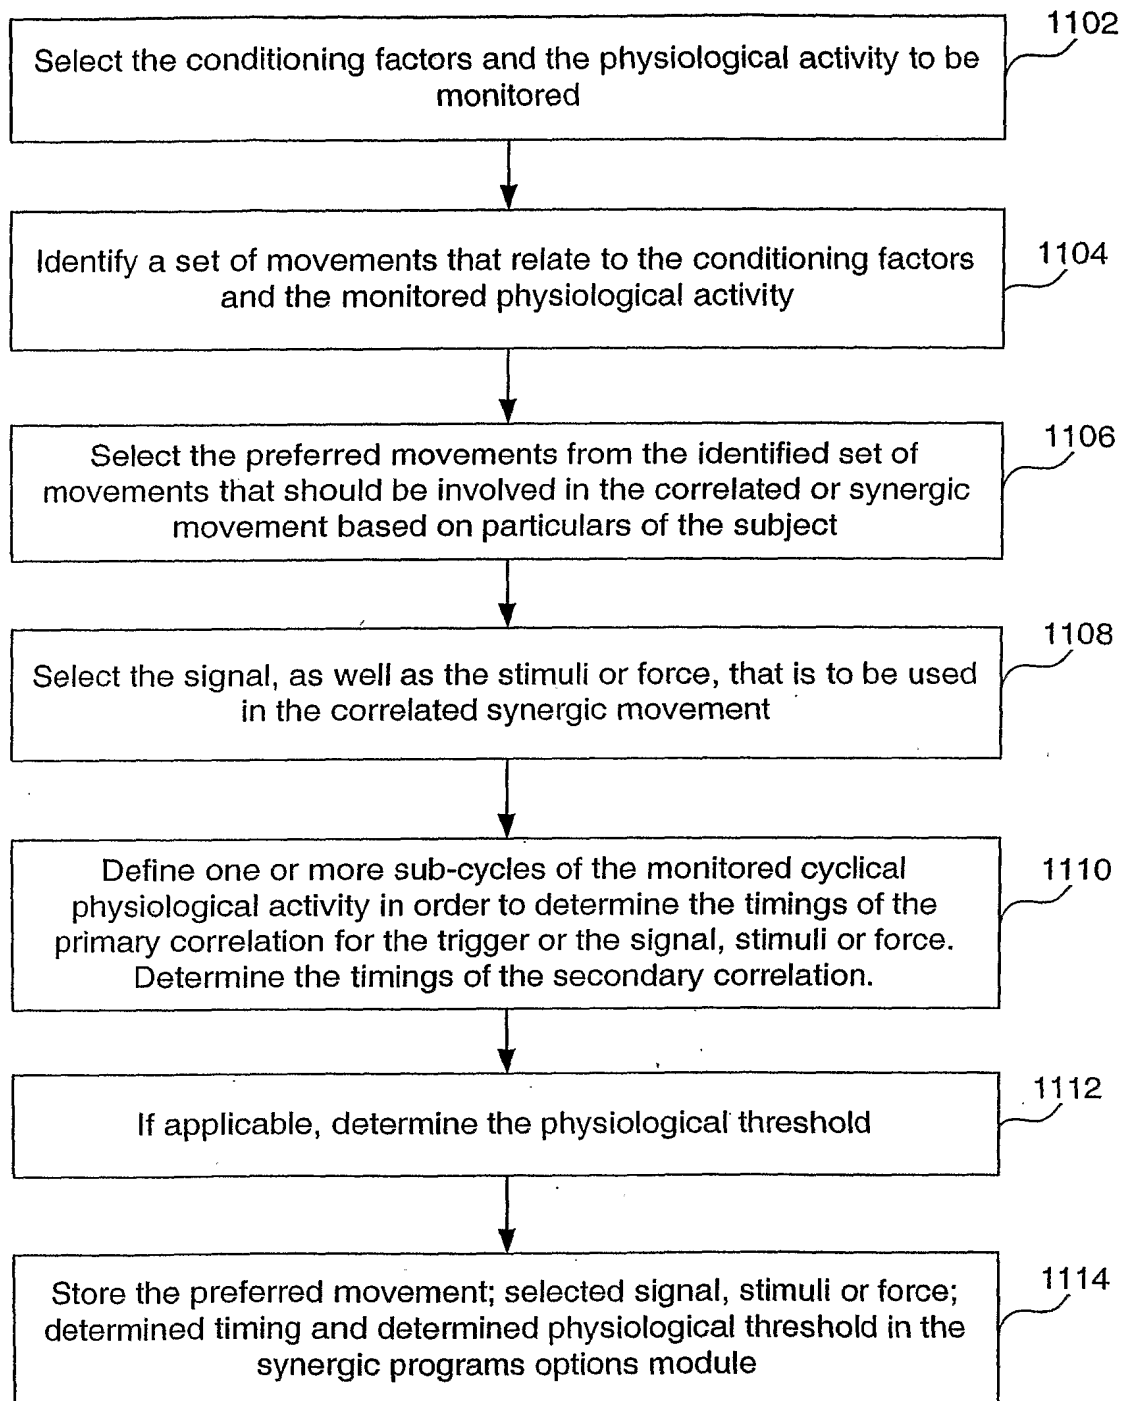 1102
Select the conditioning factors and the physiological activity to be
monitored
1104
Identify a set of movements that relate to the conditioning factors
and the monitored physiological activity
1106
Select the preferred movements from the identified set of
movements that should be involved in the correlated or synergic
movement based on particulars of the subject
1108
Select the signal, as well as the stimuli or force, that is to be used
in the correlated synergic movement
1110
Define one or more sub-cycles of the monitored cyclical
physiological activity in order to determine the timings of the
primary correlation for the trigger or the signal, stimuli or force.
Determine the timings of the secondary correlation.
1112
If applicable, determine the physiological threshold
1114
Store the preferred movement; selected signal, stimuli or force;
determined timing and determined physiological threshold in the
synergic programs options module